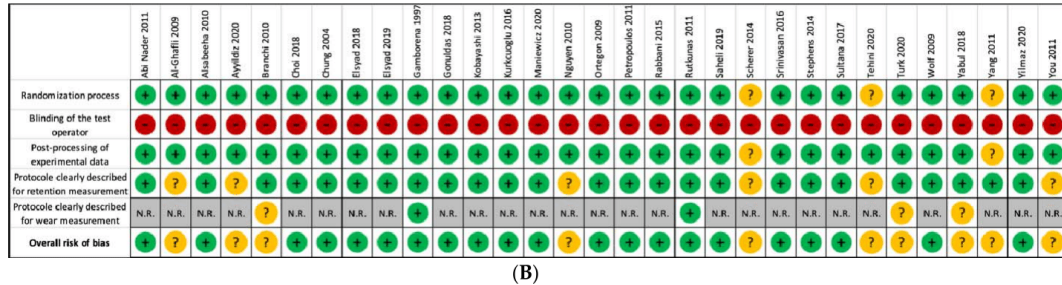 Abi Nader 2011
Al-Ghafli 2009
Alsabeeha 2010
Ayyildiz 2020
Branchi 2010
Choi 2018
Chung 2004
Elsyad 2018
Elsyad 2019
Gamborena 1997
Gonuldas 2018
Kobayashi 2013
Kurkcuoglu 2016
Maniewicz 2020
Nguyen 2010
Ortegon 2009
Petropoulos 2011
Rabbani 2015
Rutkunas 2011
Saheli 2019
Scherer 2014
Srinivasan 2016
Stephens 2014
Sultana 2017
Tehini 2020
Turk 2020
Wolf 2009
Yabul 2018
Yang 2011
Yilmaz 2020
You 2011
Randomization process + + + + + + + + + + + + + + + + + + + + ? + + + ? + + + ? + +
Blinding of the test
operator - - - - - - - - - - - - - - - - - - - - - - - - - - - - - - -
Post-processing of
experimental data + + + + + + + + + + + + + + + + + + + + ? + + + + + + + ? + +
Protocole clearly described
for retention measurement + ? + ? + + + + + + + + + + ? + + + + + ? + + + ? + + + + + ?
Protocole clearly described
for wear measurement N.R. N.R. N.R. N.R. ? N.R. N.R. N.R. N.R. + N.R. N.R. N.R. N.R. N.R. N.R. N.R. N.R. + N.R. N.R. N.R. N.R. N.R. N.R. ? N.R. ? N.R. N.R. N.R.
Overall risk of bias + ? + ? ? + + + + + + + + + ? + + + + + ? + + + ? ? + ? ? + ?
(B)